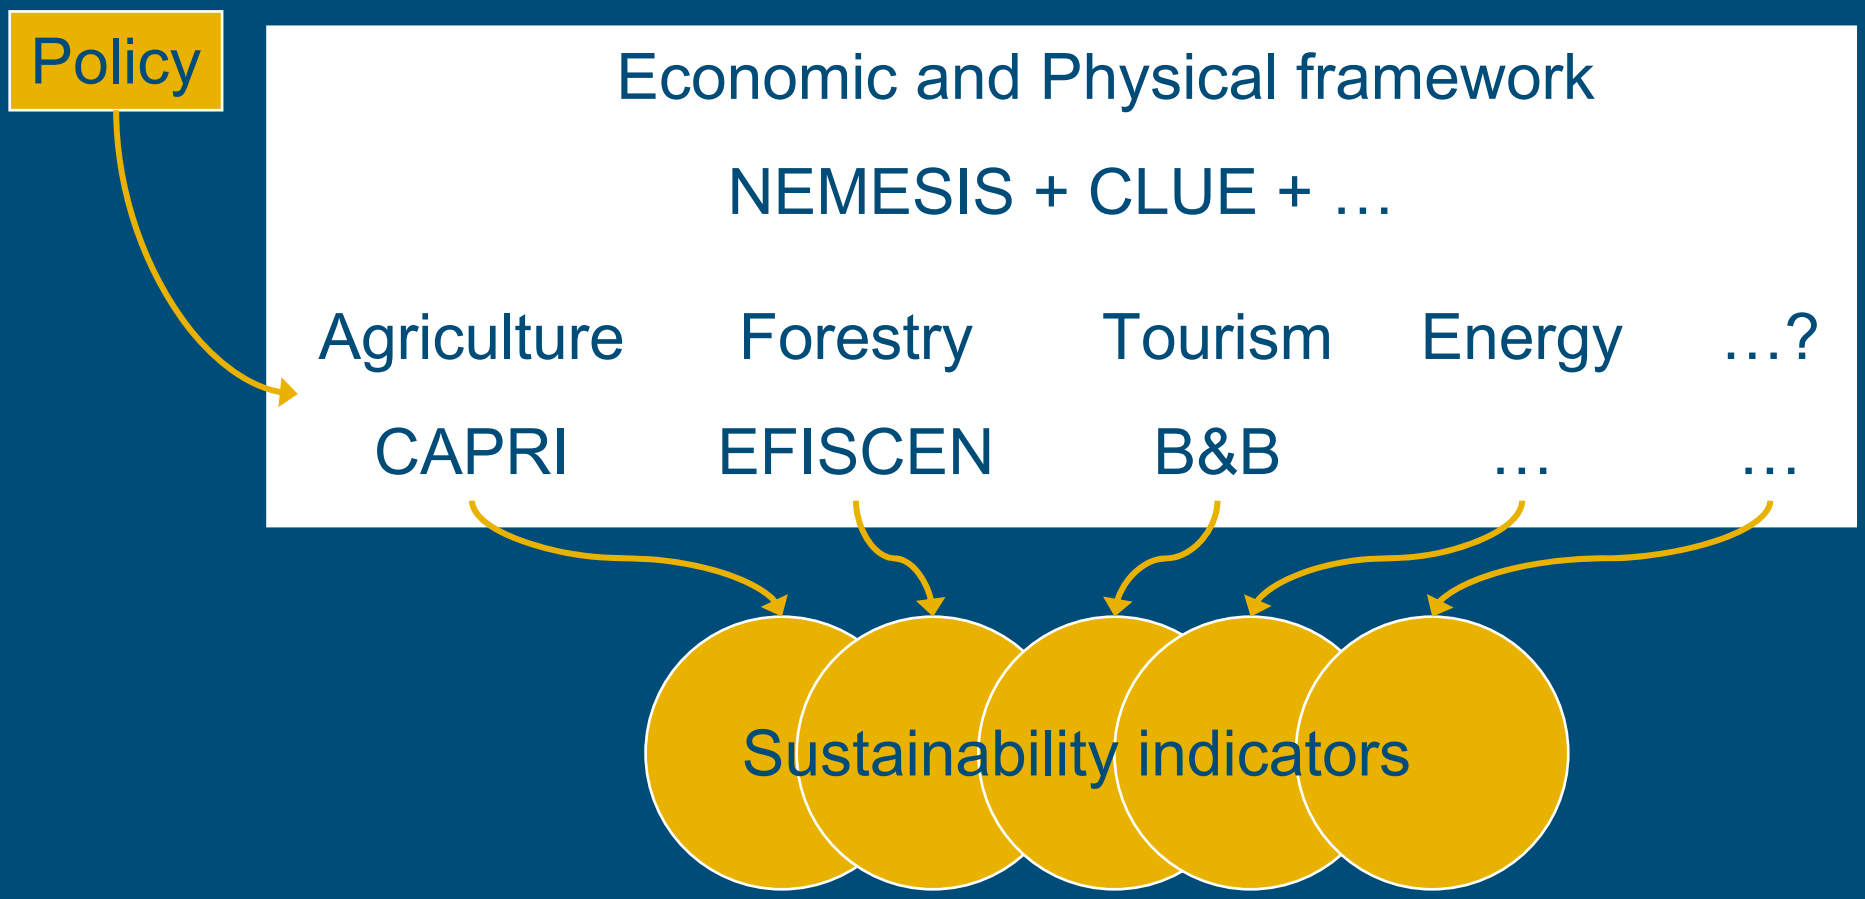 Policy
Economic and Physical framework
NEMESIS + CLUE + …
Agriculture Forestry Tourism Energy …?
CAPRI EFISCEN B&B … …
Sustainability indicators